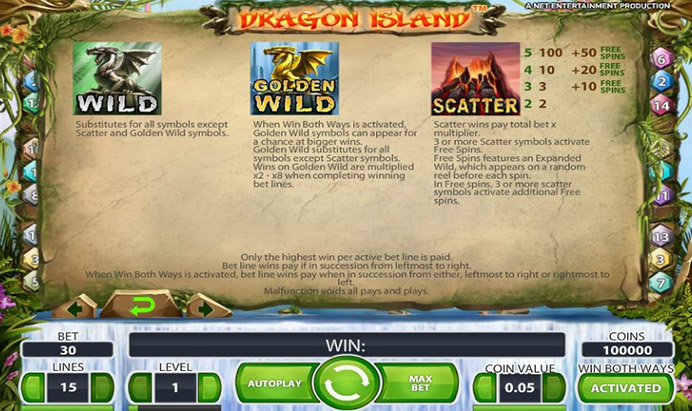 DRAGON ISLAND™
A NET ENTERTAINMENT PRODUCTION
WILD
Substitutes for all symbols except
Scatter and Golden Wild symbols.
GOLDEN
WILD
When Win Both Ways is activated,
Golden Wild symbols can appear for
a chance at bigger wins.
Golden Wild substitutes for all
symbols except Scatter symbols.
Wins on Golden Wild are multiplied
x2 - x8 when completing winning
bet lines.
SCATTER
5 100 +50 FREE SPINS
4 10 +20 FREE SPINS
3 3 +10 FREE SPINS
2 2
Scatter wins pay total bet x
multiplier.
3 or more Scatter symbols activate
Free Spins.
Free Spins features an Expanded
Wild, which appears on a random
reel before each spin.
In Free spins, 3 or more scatter
symbols activate additional Free
spins.
Only the highest win per active bet line is paid.
Bet line wins pay if in succession from leftmost to right.
When Win Both Ways is activated, bet line wins pay when in succession from either, leftmost to right or rightmost to
left.
Malfunction voids all pays and plays.
6
2
14
13
3
7
8
5
BET
30
WIN:
COINS
100000
LINES
15
LEVEL
1
AUTOPLAY
MAX
BET
COIN VALUE
0.05
WIN BOTH WAYS
ACTIVATED